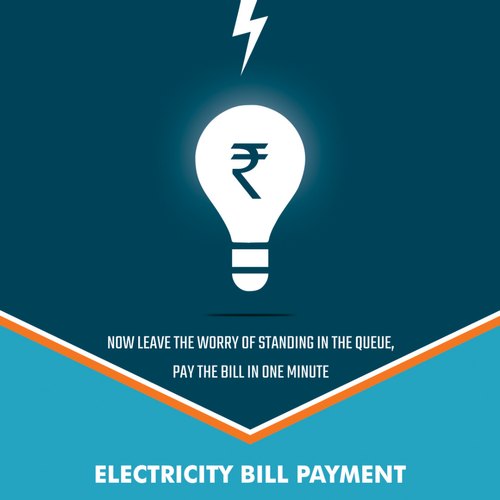 ₹
NOW LEAVE THE WORRY OF STANDING IN THE QUEUE,
PAY THE BILL IN ONE MINUTE
ELECTRICITY BILL PAYMENT